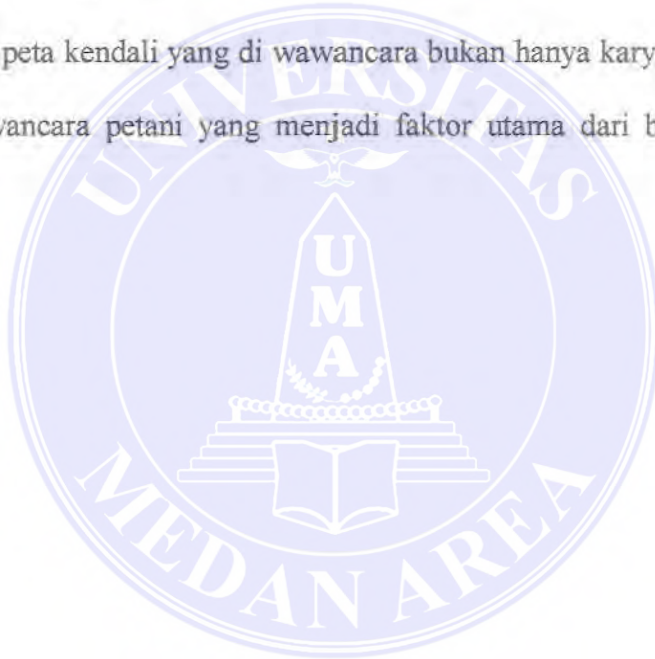 peta kendali yang di wawancara bukan hanya kary
wancara petani yang menjadi faktor utama dari b
UNIVERSITAS
UMA
MEDAN AREA